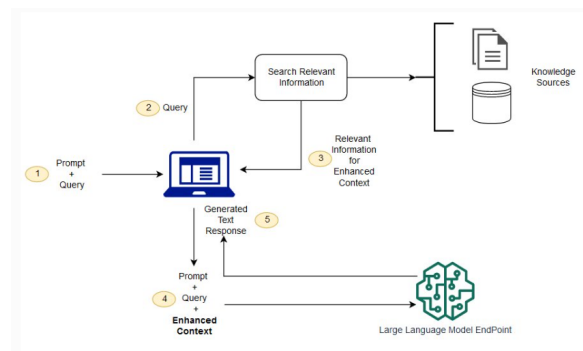 Search Relevant
Information
Knowledge
Sources
2 Query
3
Relevant
Information
for
Enhanced
Context
1
Prompt
+
Query
Generated
Text
Response
5
4
Prompt
+
Query
+
Enhanced
Context
Large Language Model EndPoint